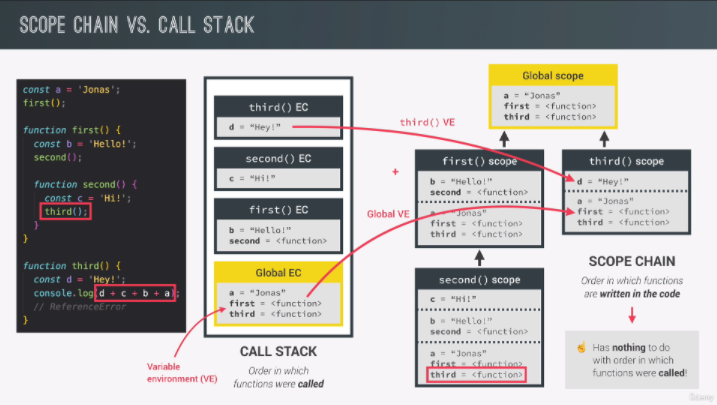 SCOPE CHAIN VS. CALL STACK
const a = 'Jonas';
first();
function first() {
const b = 'Hello!';
second();
function second() {
const c = 'Hi!';
third();
}
}
function third() {
const d = 'Hey!';
console.log(d + c + b + a);
// ReferenceError
}
third() EC
d = "Hey!"
second() EC
c = "Hi!"
first() EC
b = "Hello!"
second = <function>
Global EC
a = "Jonas"
first = <function>
third = <function>
Variable
environment (VE)
CALL STACK
Order in which
functions were called
third() VE
+
Global VE
Global scope
a = "Jonas"
first = <function>
third = <function>
first() scope
b = "Hello!"
second = <function>
a = "Jonas"
first = <function>
third = <function>
second() scope
c = "Hi!"
b = "Hello!"
second = <function>
a = "Jonas"
first = <function>
third = <function>
third() scope
d = "Hey!"
a = "Jonas"
first = <function>
third = <function>
SCOPE CHAIN
Order in which functions
are written in the code
☝ Has nothing to do
with order in which
functions were called!